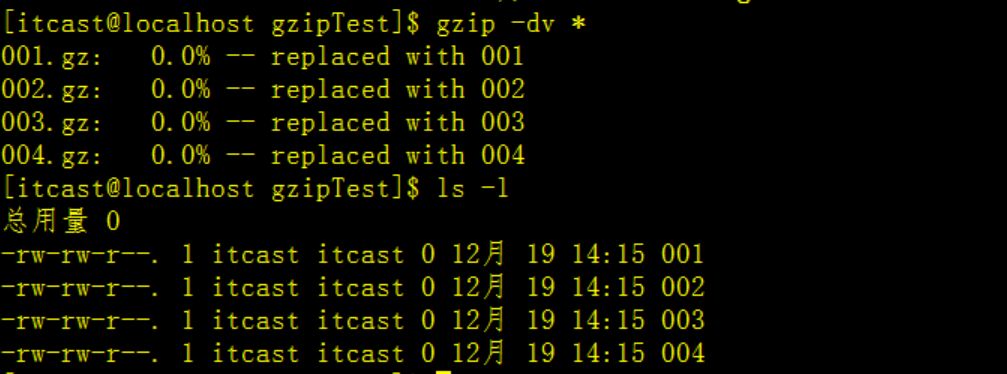 [itcast@localhost gzipTest]$ gzip -dv *
001.gz:   0.0% -- replaced with 001
002.gz:   0.0% -- replaced with 002
003.gz:   0.0% -- replaced with 003
004.gz:   0.0% -- replaced with 004
[itcast@localhost gzipTest]$ ls -l
总用量 0
-rw-rw-r--. 1 itcast itcast 0 12月 19 14:15 001
-rw-rw-r--. 1 itcast itcast 0 12月 19 14:15 002
-rw-rw-r--. 1 itcast itcast 0 12月 19 14:15 003
-rw-rw-r--. 1 itcast itcast 0 12月 19 14:15 004